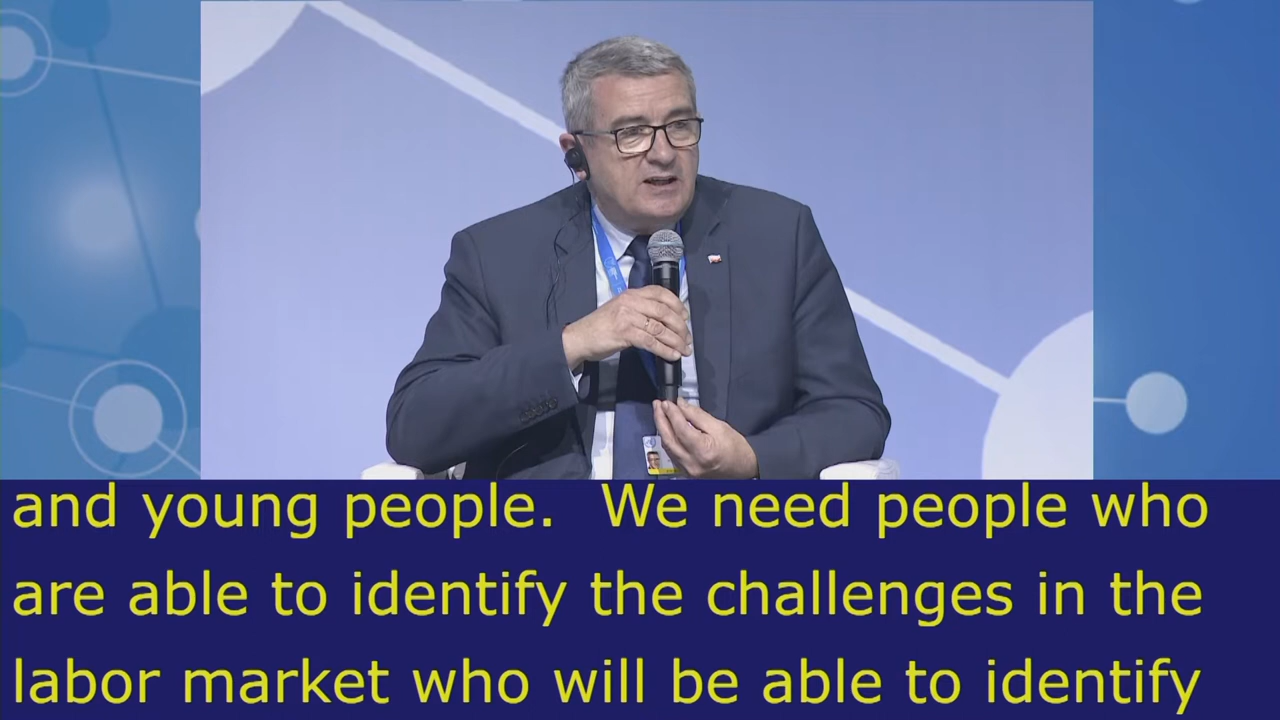 and young people.  We need people who
are able to identify the challenges in the
labor market who will be able to identify